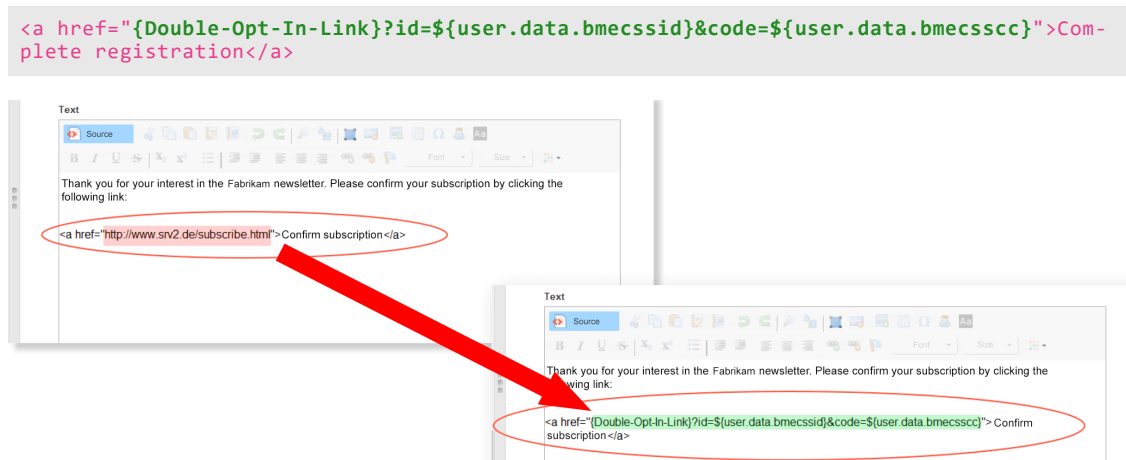 <a href="{Double-Opt-In-Link}?id=${user.data.bmecssid}&code=${user.data.bmecsscc}">Com-
plete registration</a>
Text
Source
Font Size
Thank you for your interest in the Fabrikam newsletter. Please confirm your subscription by clicking the
following link:
<a href="http://www.srv2.de/subscribe.html">Confirm subscription</a>
Text
Source
Font Size
Thank you for your interest in the Fabrikam newsletter. Please confirm your subscription by clicking the
wing link:
<a href="{Double-Opt-In-Link}?id=${user.data.bmecssid}&code=${user.data.bmecsscc}"> Confirm
subscription</a>